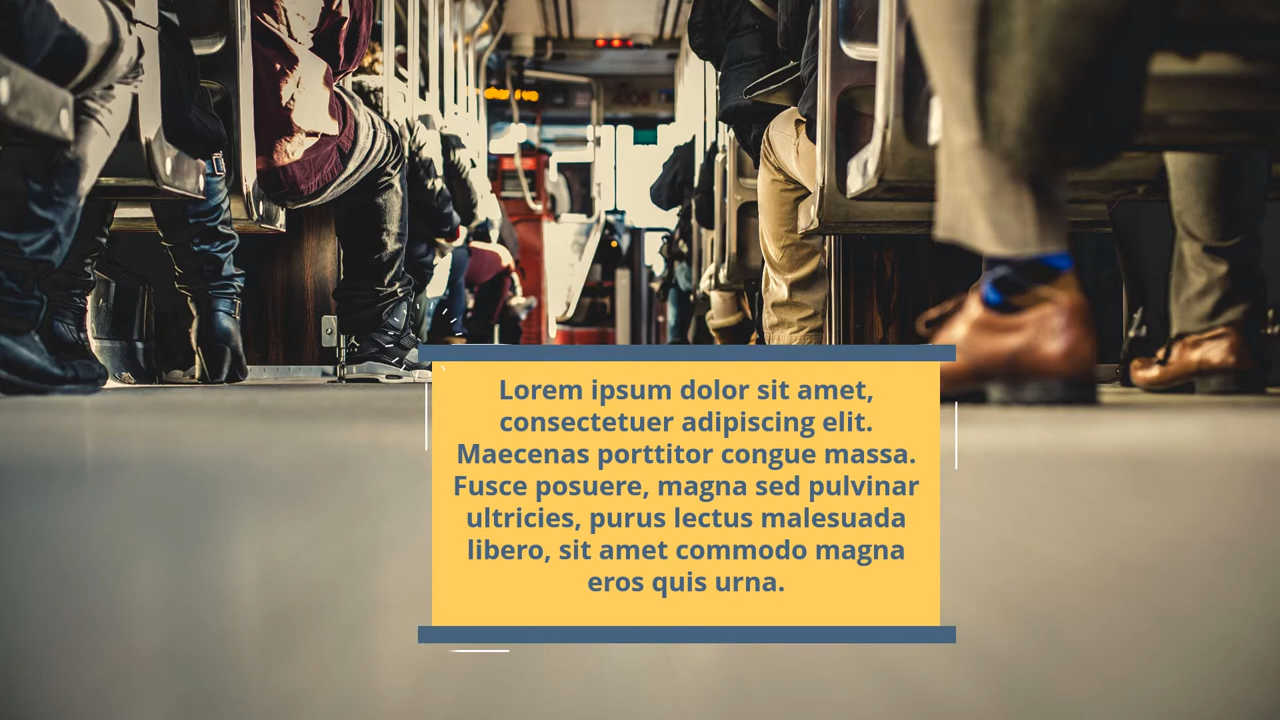 Lorem ipsum dolor sit amet,
consectetuer adipiscing elit.
Maecenas porttitor congue massa.
Fusce posuere, magna sed pulvinar
ultricies, purus lectus malesuada
libero, sit amet commodo magna
eros quis urna.